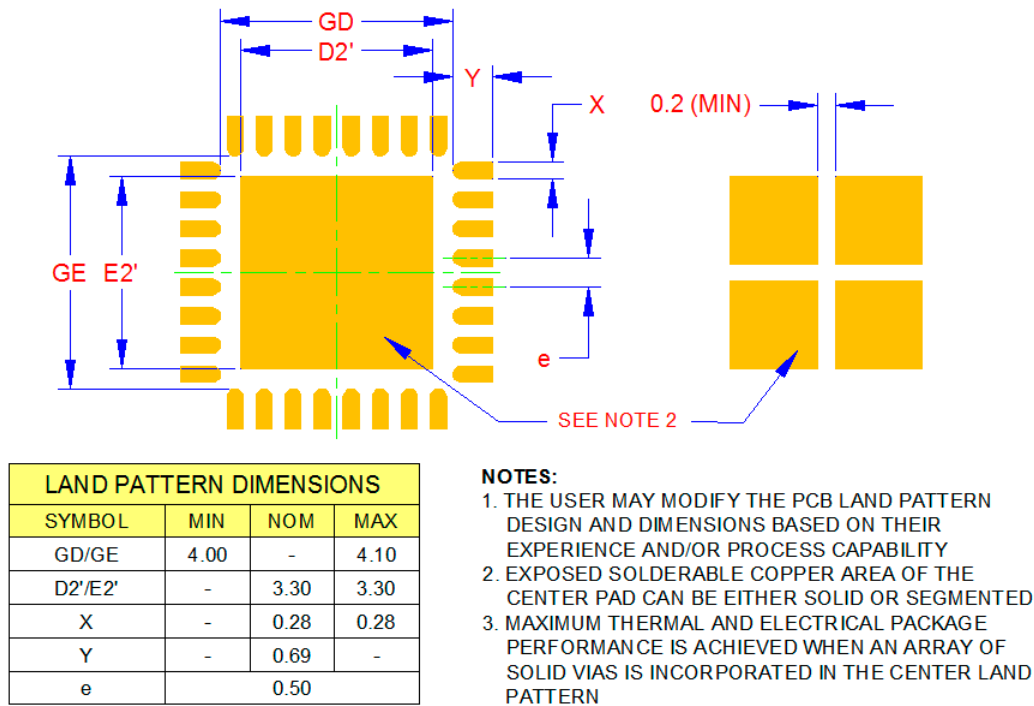 GD
D2'
Y
X
0.2 (MIN)
GE
E2'
e
SEE NOTE 2
LAND PATTERN DIMENSIONS
SYMBOL MIN NOM MAX
GD/GE 4.00 - 4.10
D2'/E2' - 3.30 3.30
X - 0.28 0.28
Y - 0.69 -
e 0.50
NOTES:
1. THE USER MAY MODIFY THE PCB LAND PATTERN
DESIGN AND DIMENSIONS BASED ON THEIR
EXPERIENCE AND/OR PROCESS CAPABILITY
2. EXPOSED SOLDERABLE COPPER AREA OF THE
CENTER PAD CAN BE EITHER SOLID OR SEGMENTED
3. MAXIMUM THERMAL AND ELECTRICAL PACKAGE
PERFORMANCE IS ACHIEVED WHEN AN ARRAY OF
SOLID VIAS IS INCORPORATED IN THE CENTER LAND
PATTERN